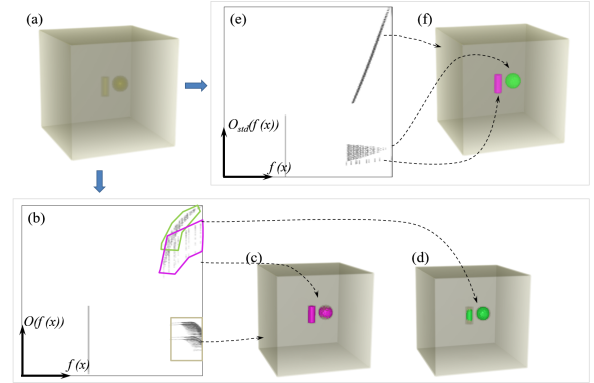 (a)
(e)
(f)
O_std(f (x))
f (x)
(b)
(c)
(d)
O(f (x))
f (x)